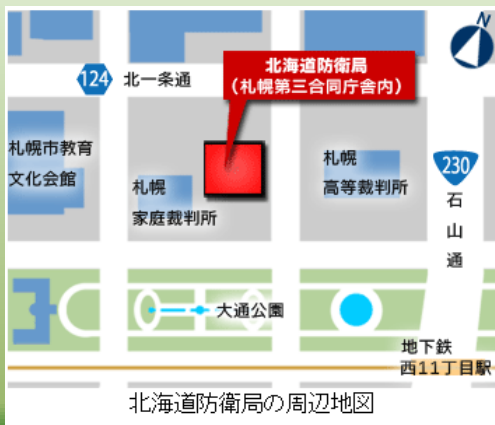 N
北海道防衛局
(札幌第三合同庁舎内)
124
北一条通
札幌市教育
文化会館
札幌
家庭裁判所
札幌
高等裁判所
230
石
山
通
大通公園
地下鉄
西11丁目駅
北海道防衛局の周辺地図